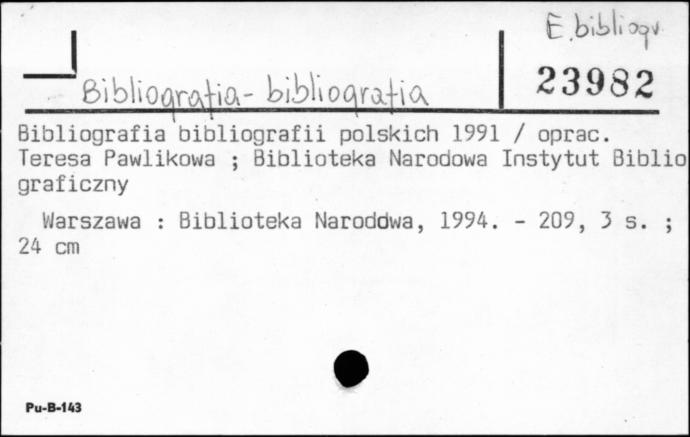 E.bibliogr
23982
Bibliografia - bibliografia
Bibliografia bibliografii polskich 1991 / oprac.
Teresa Pawlikowa ; Biblioteka Narodowa Instytut Biblio
graficzny
Warszawa : Biblioteka Narodowa, 1994. - 209, 3 s. ;
24 cm
Pu-B-143